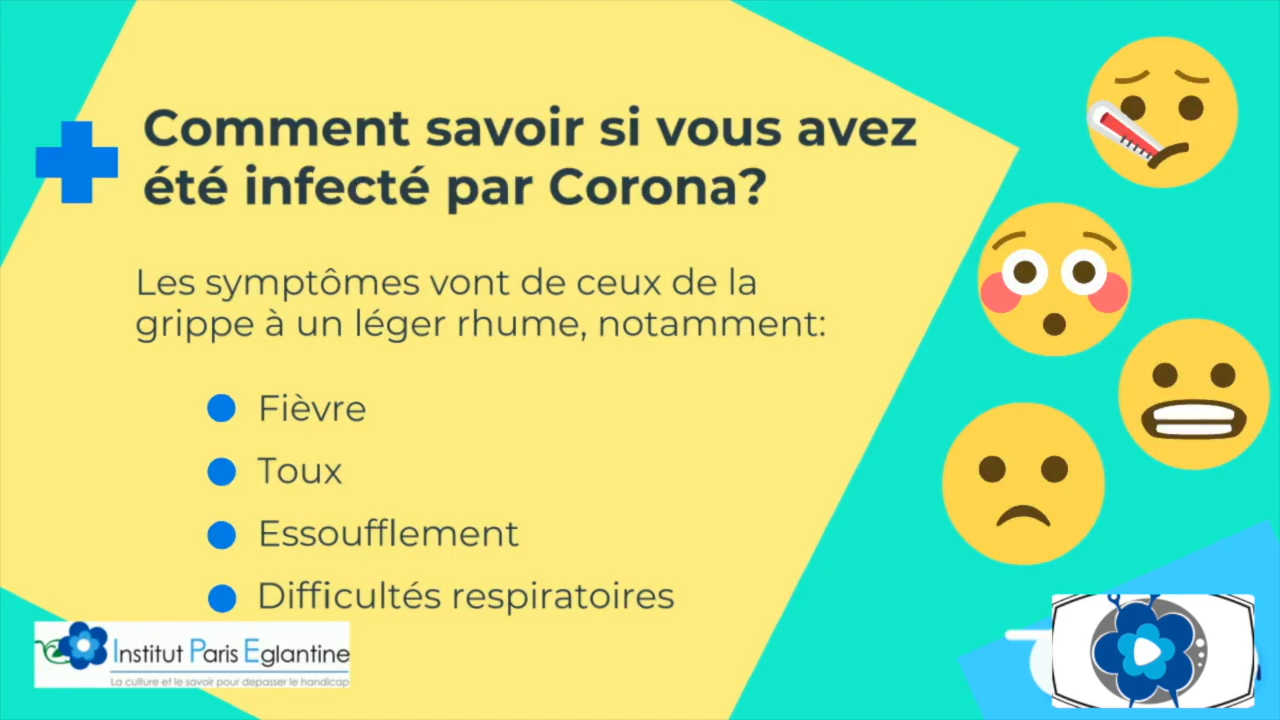 Comment savoir si vous avez
été infecté par Corona?
Les symptômes vont de ceux de la
grippe à un léger rhume, notamment:
Fièvre
Toux
Essoufflement
Difficultés respiratoires
Institut Paris Eglantine
La culture et le savoir pour depasser le handicap